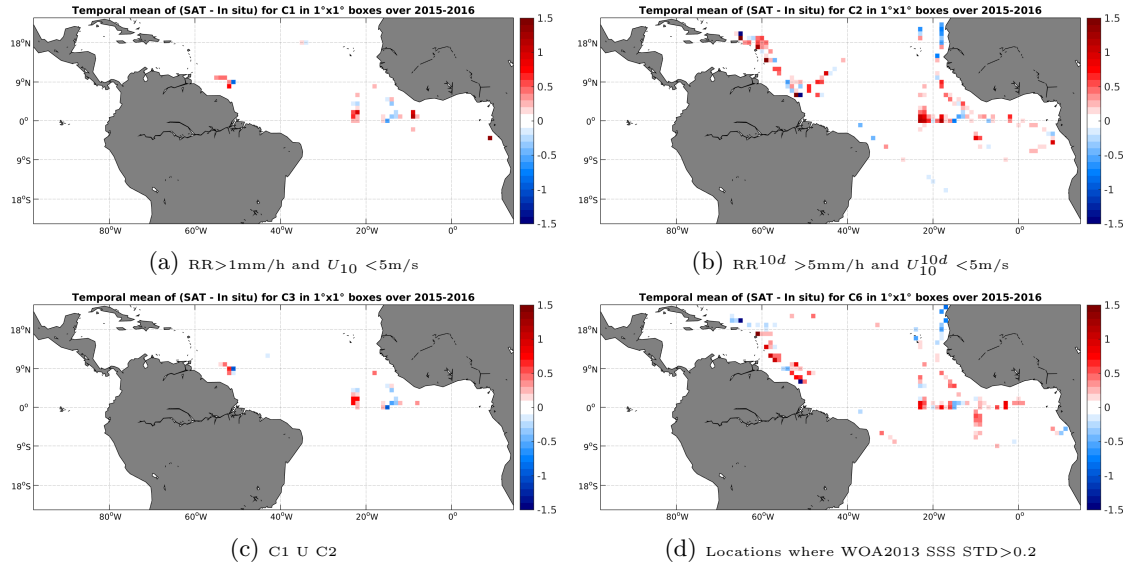 Temporal mean of (SAT - In situ) for C1 in 1°x1° boxes over 2015-2016
18°N
9°N
0°
9°S
18°S
80°W 60°W 40°W 20°W 0°
1.5
1
0.5
0
-0.5
-1
-1.5
(a) RR>1mm/h and U10 <5m/s
Temporal mean of (SAT - In situ) for C2 in 1°x1° boxes over 2015-2016
18°N
9°N
0°
9°S
18°S
80°W 60°W 40°W 20°W 0°
1.5
1
0.5
0
-0.5
-1
-1.5
(b) RR^10d >5mm/h and U10^10d <5m/s
Temporal mean of (SAT - In situ) for C3 in 1°x1° boxes over 2015-2016
18°N
9°N
0°
9°S
18°S
80°W 60°W 40°W 20°W 0°
1.5
1
0.5
0
-0.5
-1
-1.5
(c) C1 U C2
Temporal mean of (SAT - In situ) for C6 in 1°x1° boxes over 2015-2016
18°N
9°N
0°
9°S
18°S
80°W 60°W 40°W 20°W 0°
1.5
1
0.5
0
-0.5
-1
-1.5
(d) Locations where WOA2013 SSS STD>0.2